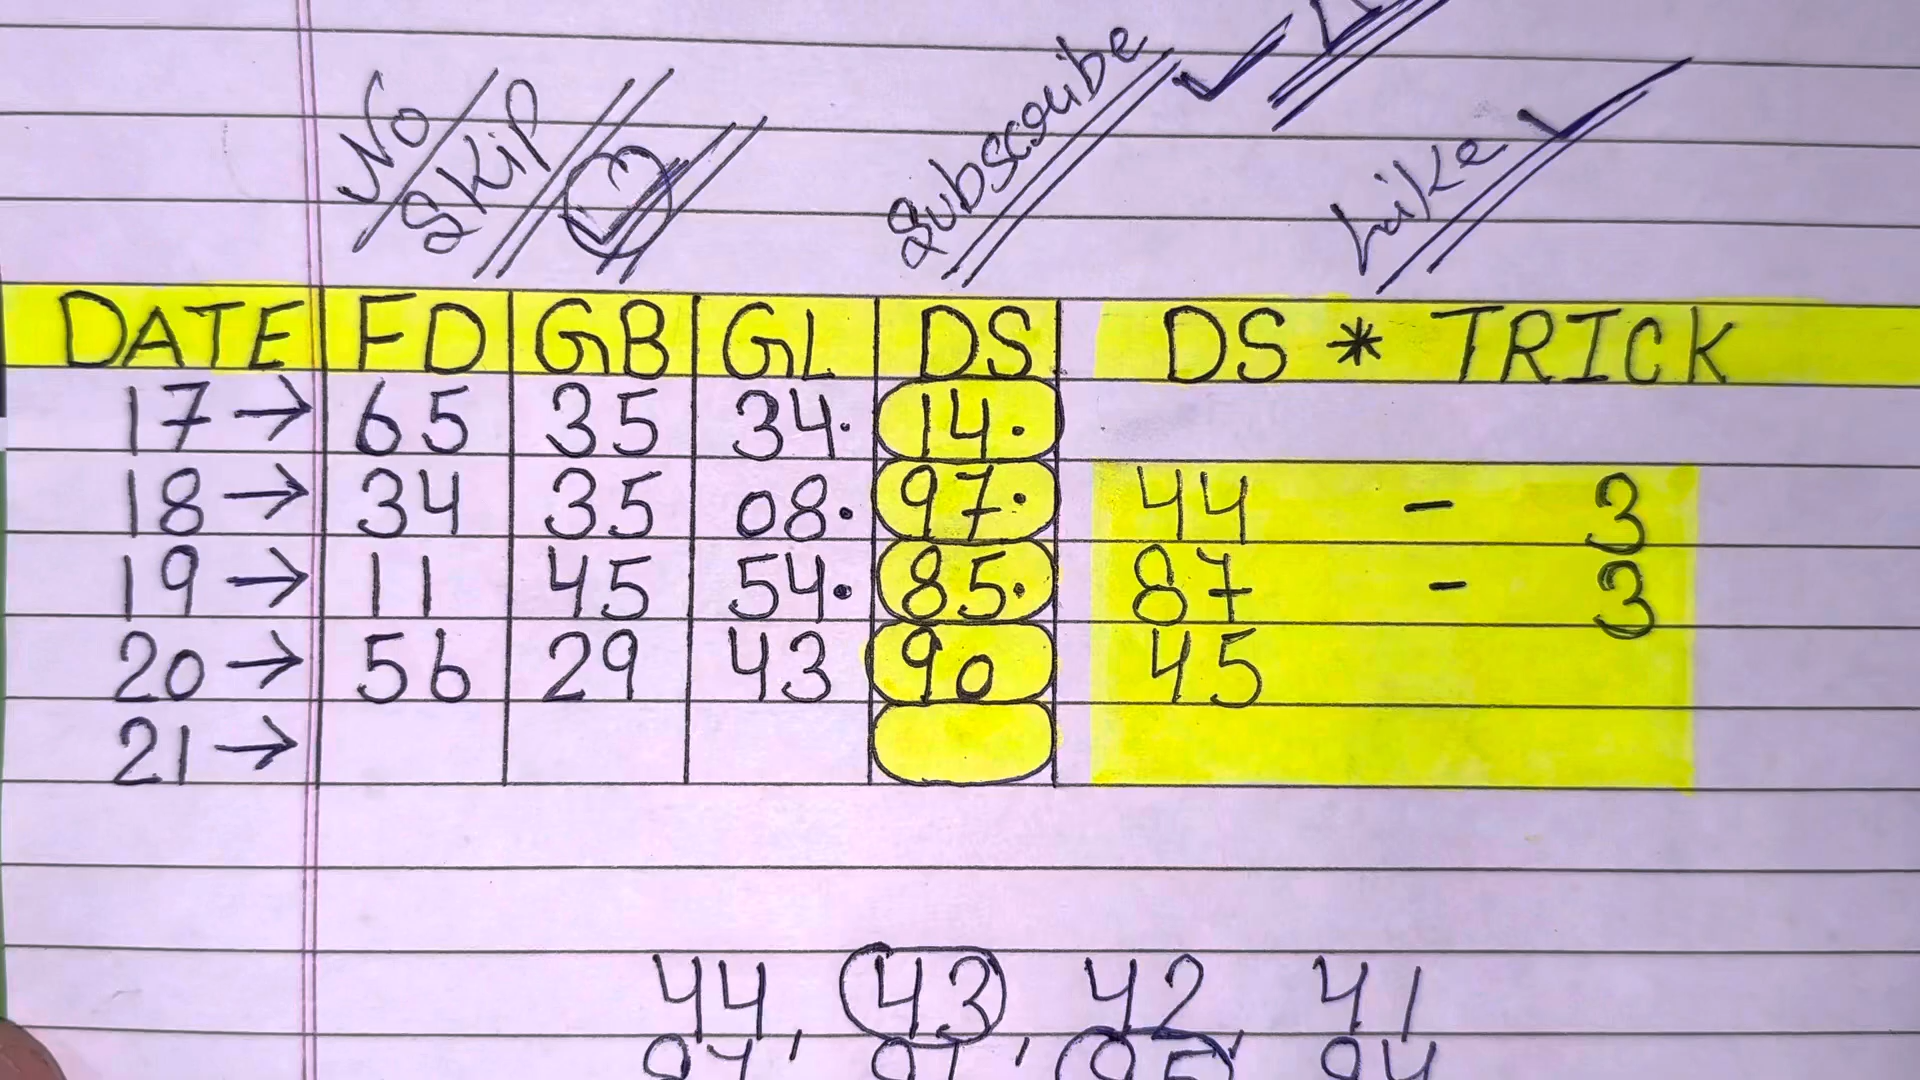 No
Skip
Subscribe
Like
DATE FD GB GL DS DS * TRICK
17 → 65 35 34. 14.
18 → 34 35 08. 97. 44 - 3
19 → 11 45 54. 85. 87 - 3
20 → 56 29 43 90 45
21 →
44, 43, 42, 41